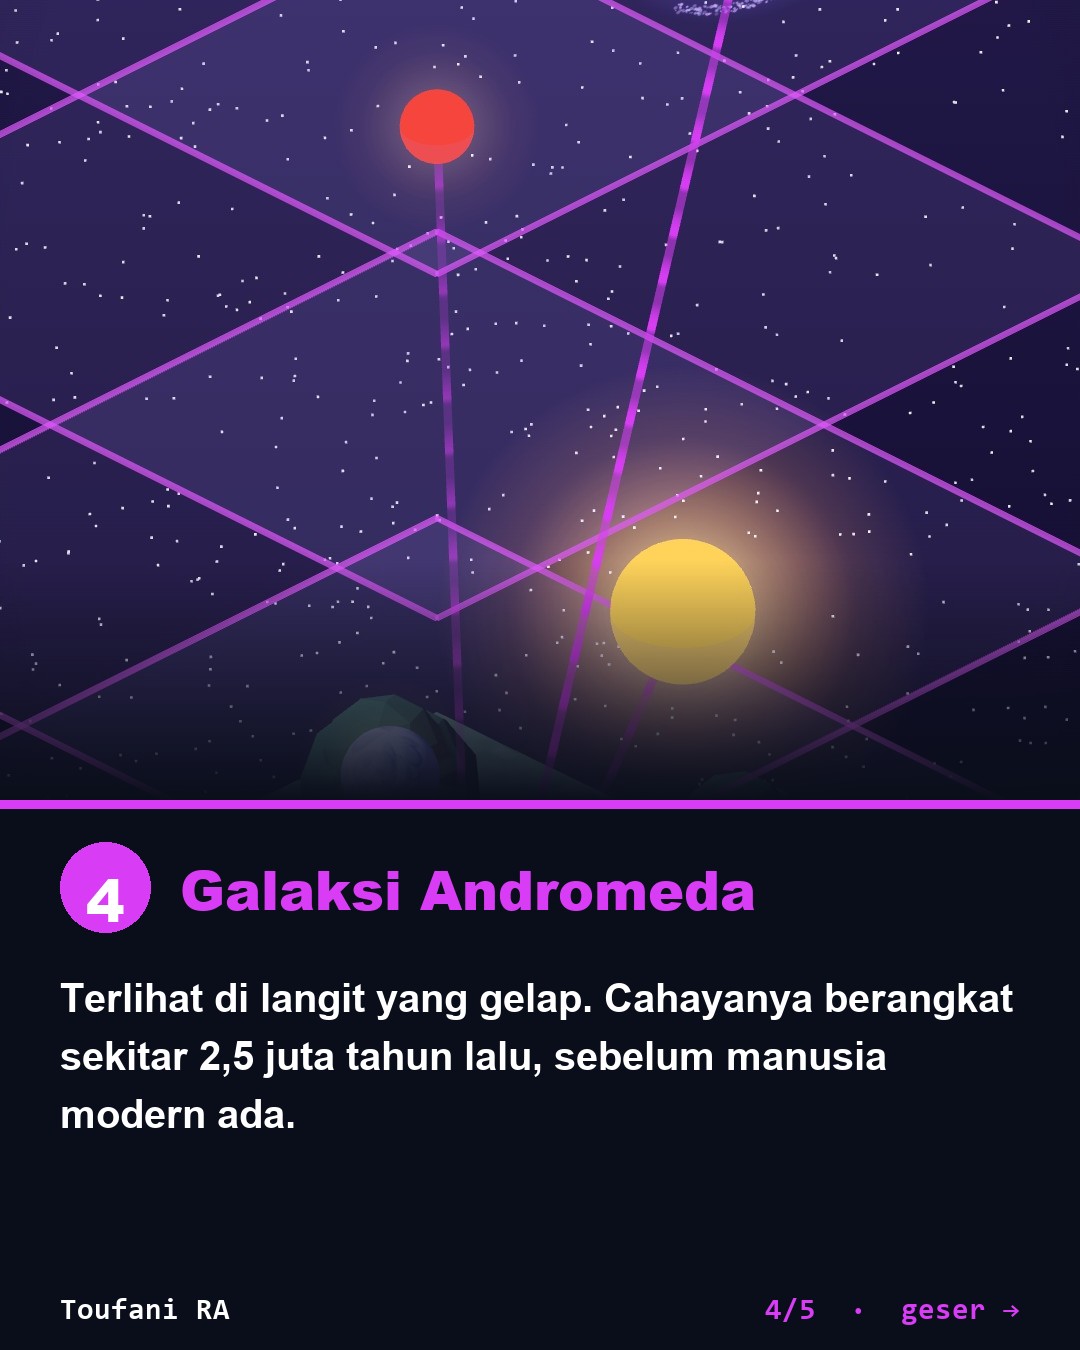 4 Galaksi Andromeda
Terlihat di langit yang gelap. Cahayanya berangkat
sekitar 2,5 juta tahun lalu, sebelum manusia
modern ada.
Toufani RA
4/5 · geser →